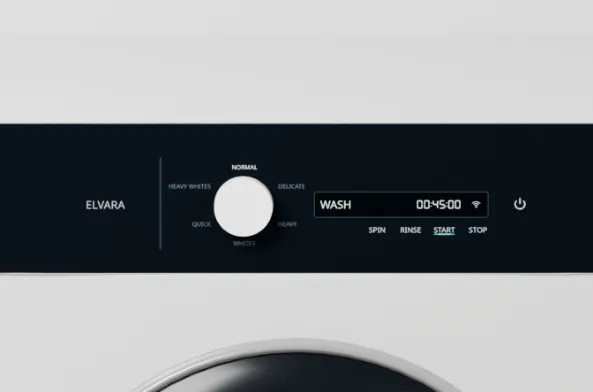 ELVARA
NORMAL
HEAVY WHITES
DELICATE
QUICK
HEAVY
WHITES
WASH 00:45:00
SPIN RINSE START STOP